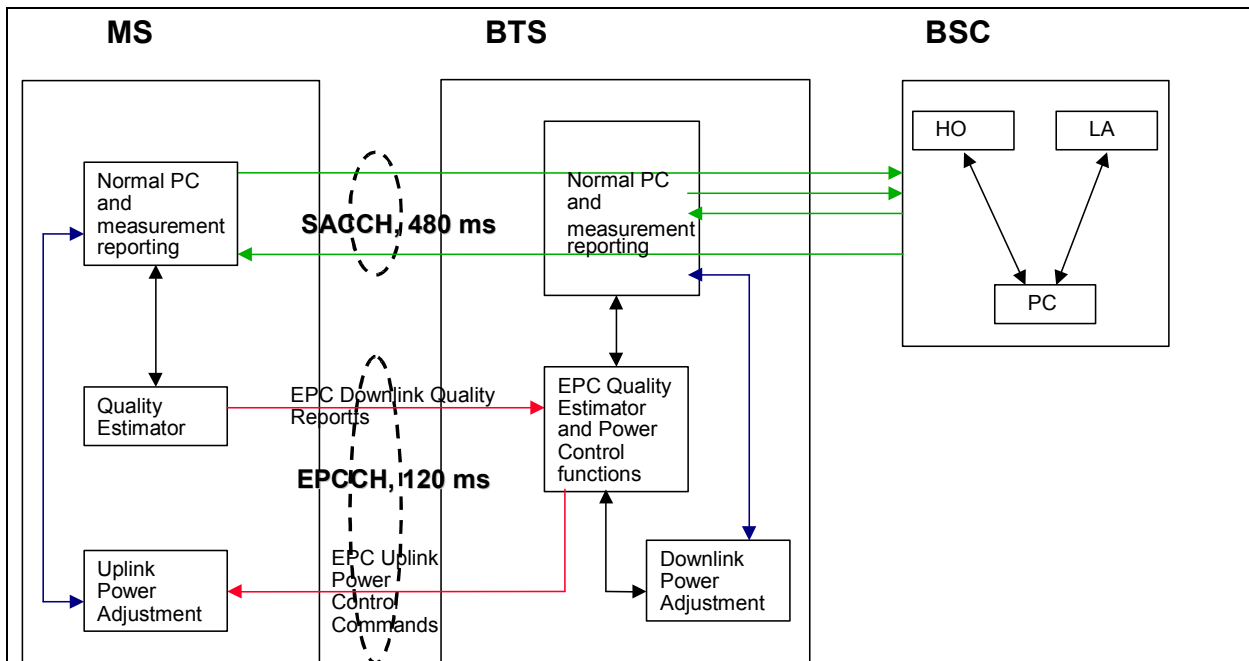 MS
BTS
BSC
HO
LA
PC
Normal PC
and
measurement
reporting
SACCH, 480 ms
Normal PC
and
measurement
reporting
Quality
Estimator
EPC Downlink Quality
Reportts
EPC Quality
Estimator
and Power
Control
functions
EPCCH, 120 ms
Uplink
Power
Adjustment
EPC Uplink
Power
Control
Commands
Downlink
Power
Adjustment